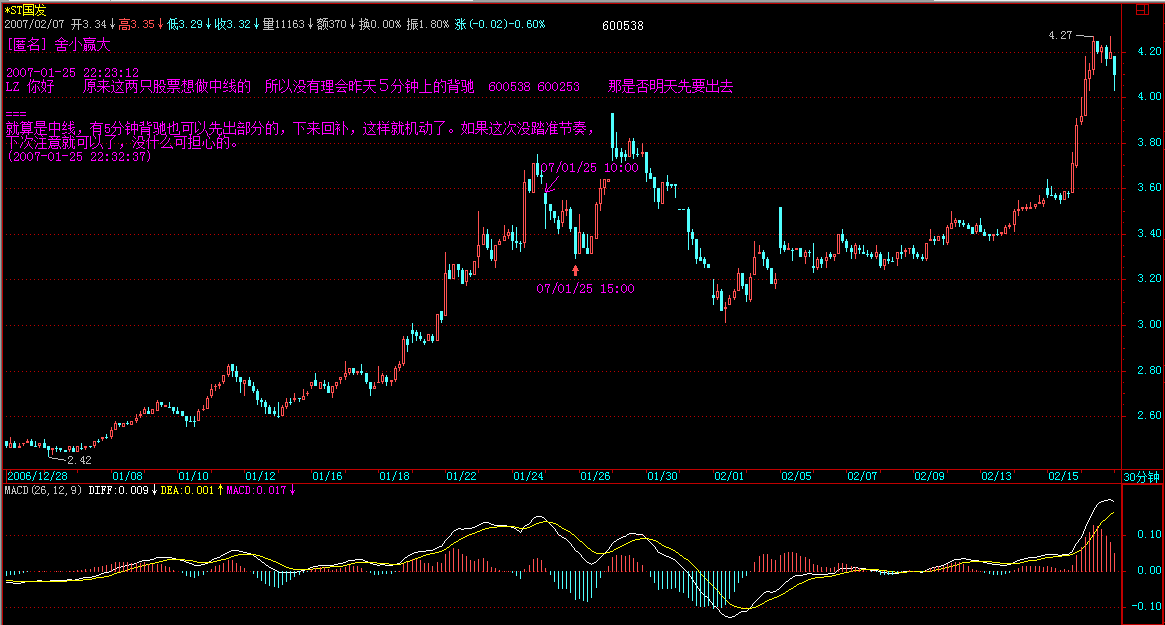 *ST国发
2007/02/07 开3.34↓高3.35↓低3.29↓收3.32↓量11163↓额370↓换0.00% 振1.80% 涨(-0.02)-0.60%
600538
[匿名] 舍小赢大
2007-01-25 22:23:12
LZ 你好 原来这两只股票想做中线的 所以没有理会昨天５分钟上的背驰 600538 600253 那是否明天先要出去
===
就算是中线，有5分钟背驰也可以先出部分的，下来回补，这样就机动了。如果这次没踏准节奏，
下次注意就可以了，没什么可担心的。
(2007-01-25 22:32:37)
07/01/25 10:00
07/01/25 15:00
4.27
2.42
4.20
4.00
3.80
3.60
3.40
3.20
3.00
2.80
2.60
2006/12/28 01/08 01/10 01/12 01/16 01/18 01/22 01/24 01/26 01/30 02/01 02/05 02/07 02/09 02/13 02/15 30分钟
MACD(26,12,9) DIFF:0.009↓DEA:0.001↑MACD:0.017↓
0.10
0.00
-0.10